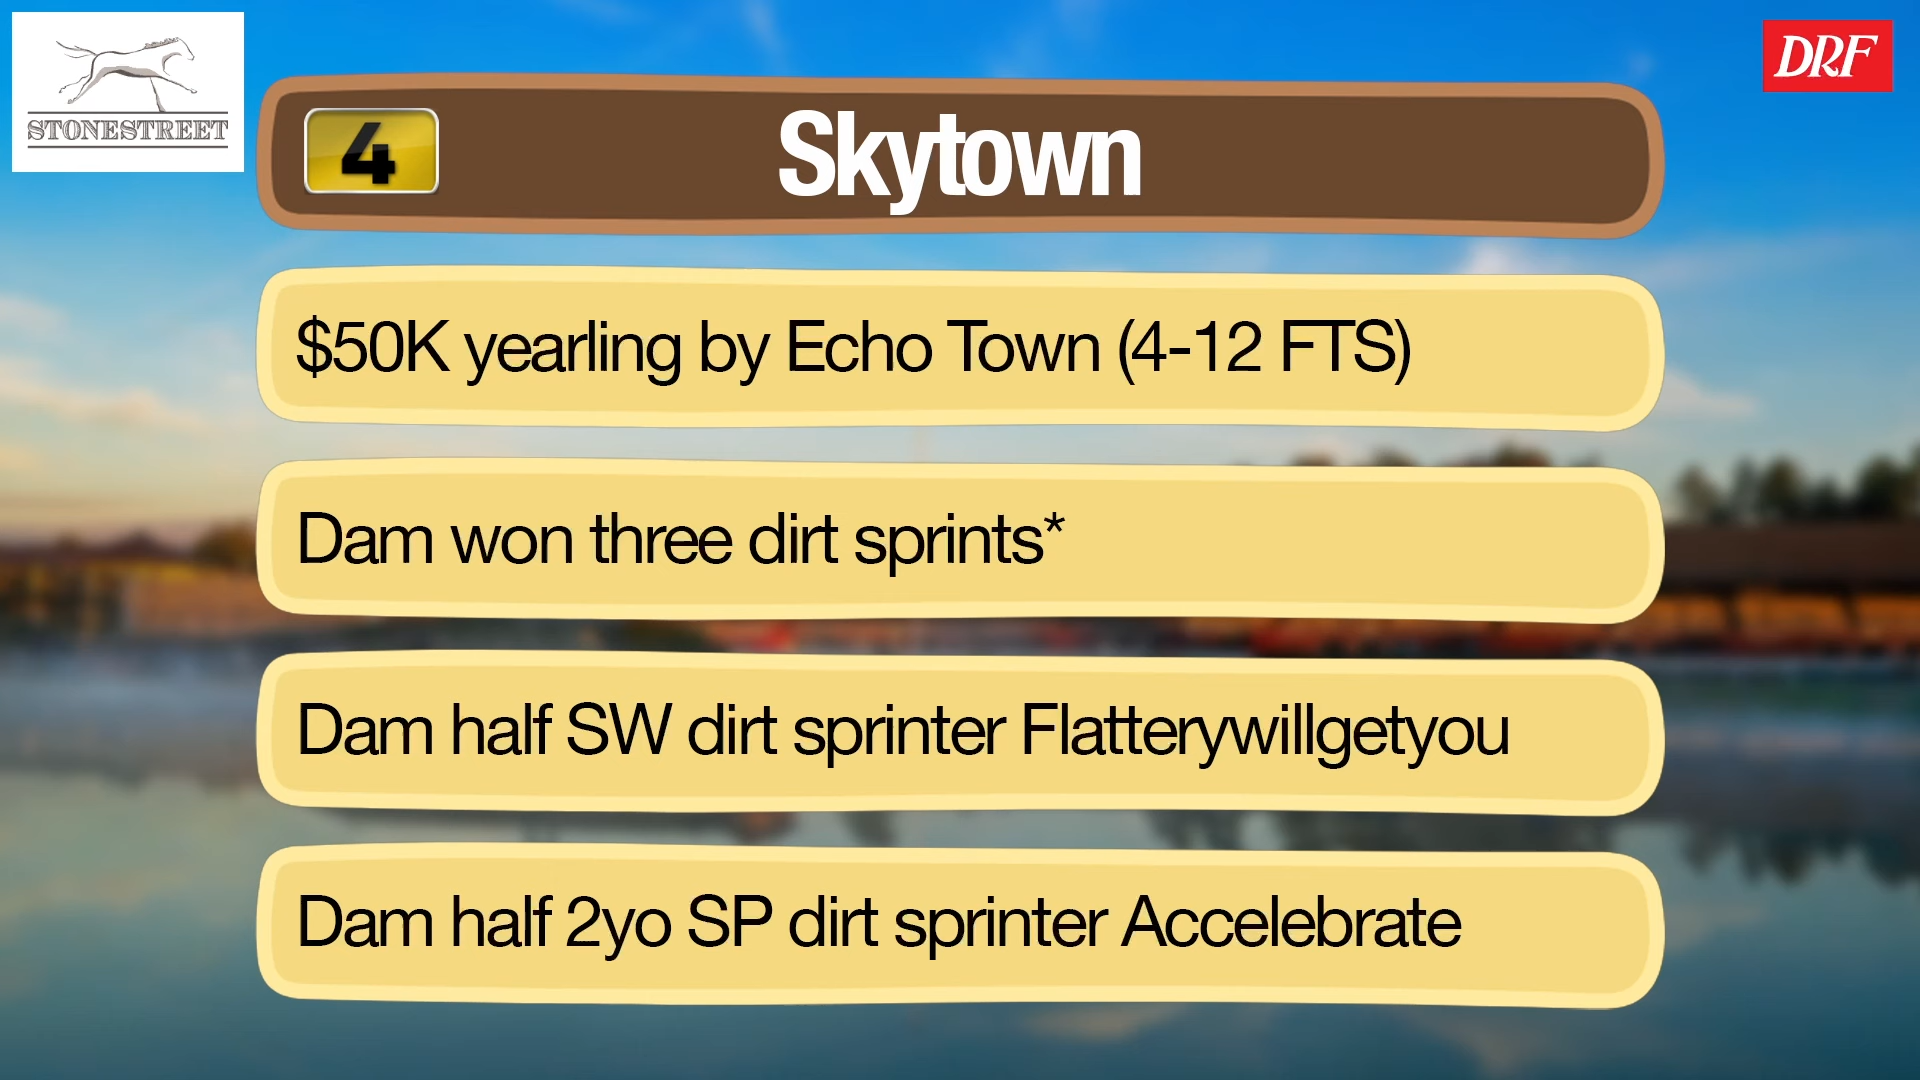 STONESTREET
DRF
4
Skytown
$50K yearling by Echo Town (4-12 FTS)
Dam won three dirt sprints*
Dam half SW dirt sprinter Flatterywillgetyou
Dam half 2yo SP dirt sprinter Accelebrate